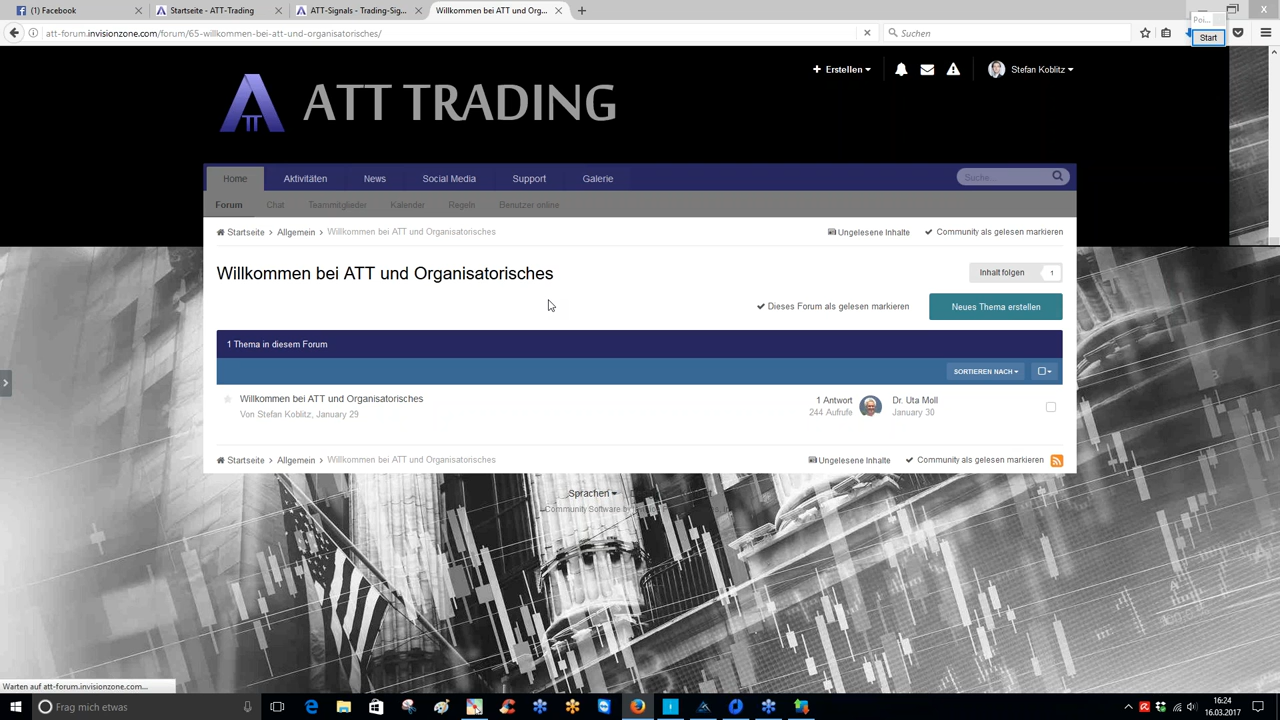 Facebook
Startseite - ATT-Trading
ATT-Signals - Trading-Sig...
Willkommen bei ATT und Org...
Poi...
Start
att-forum.invisionzone.com/forum/65-willkommen-bei-att-und-organisatorisches/
Suchen
ATT TRADING
Erstellen
Stefan Koblitz
Home Aktivitäten News Social Media Support Galerie
Suche...
Forum Chat Teammitglieder Kalender Regeln Benutzer online
Startseite > Allgemein > Willkommen bei ATT und Organisatorisches
Ungelesene Inhalte
Community als gelesen markieren
Willkommen bei ATT und Organisatorisches
Inhalt folgen 1
Dieses Forum als gelesen markieren
Neues Thema erstellen
1 Thema in diesem Forum
SORTIEREN NACH
Willkommen bei ATT und Organisatorisches
Von Stefan Koblitz, January 29
1 Antwort
244 Aufrufe
Dr. Uta Moll
January 30
Startseite > Allgemein > Willkommen bei ATT und Organisatorisches
Ungelesene Inhalte
Community als gelesen markieren
Sprachen
Community Software by
Warten auf att-forum.invisionzone.com...
Frag mich etwas
16:24
16.03.2017